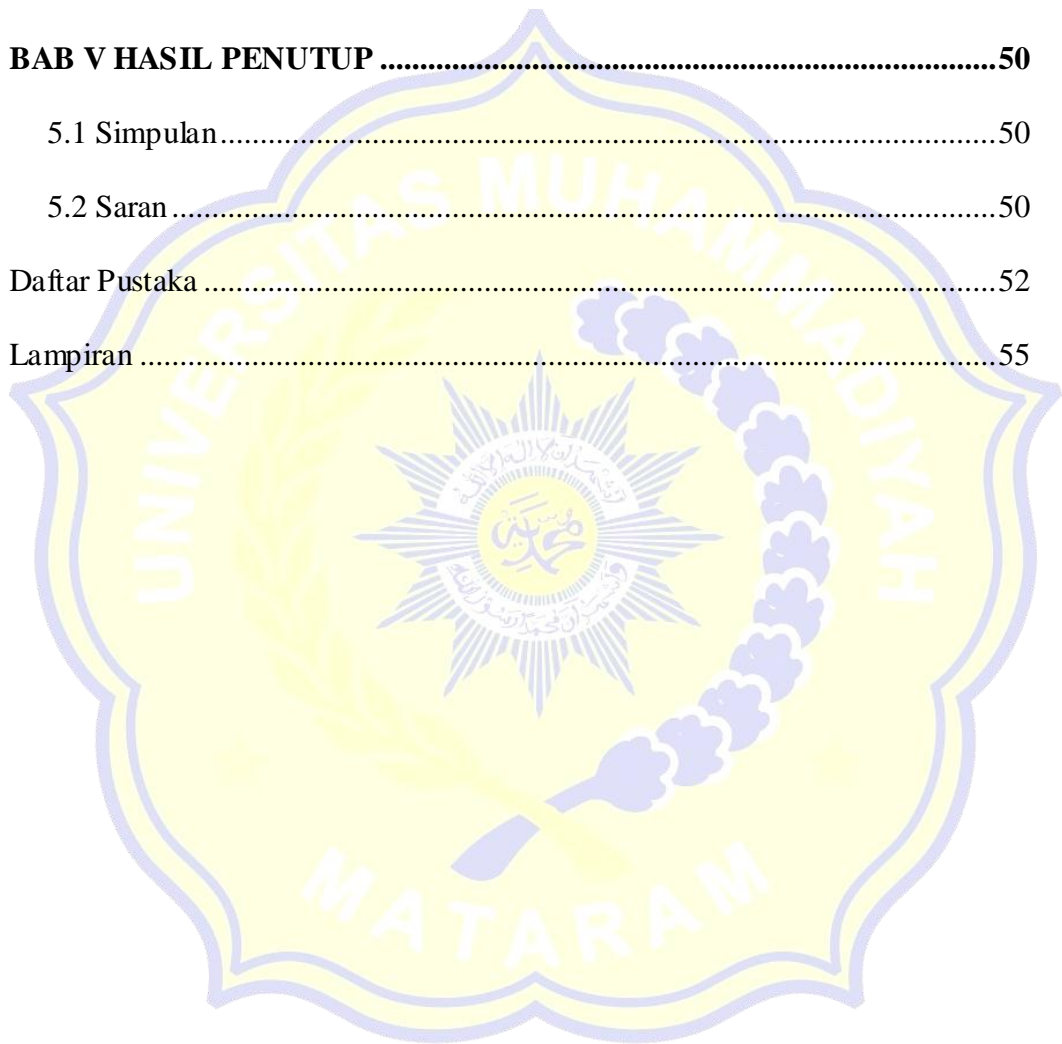 BAB V HASIL PENUTUP ............................................................................50
5.1 Simpulan.................................................................................................50
5.2 Saran.......................................................................................................50
Daftar Pustaka ...................................................................................................52
Lampiran ...........................................................................................................55
UNIVERSITAS MUHAMMADIYAH
MATARAM